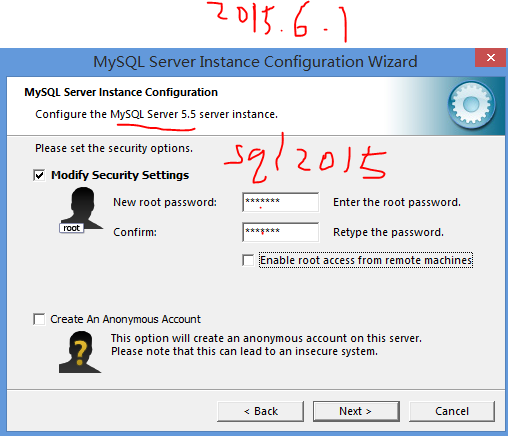 2015.6.1
MySQL Server Instance Configuration Wizard
MySQL Server Instance Configuration
Configure the MySQL Server 5.5 server instance.
Please set the security options.
sql2015
Modify Security Settings
New root password: ******* Enter the root password.
root
Confirm: ******* Retype the password.
Enable root access from remote machines
Create An Anonymous Account
This option will create an anonymous account on this server.
Please note that this can lead to an insecure system.
< Back Next > Cancel